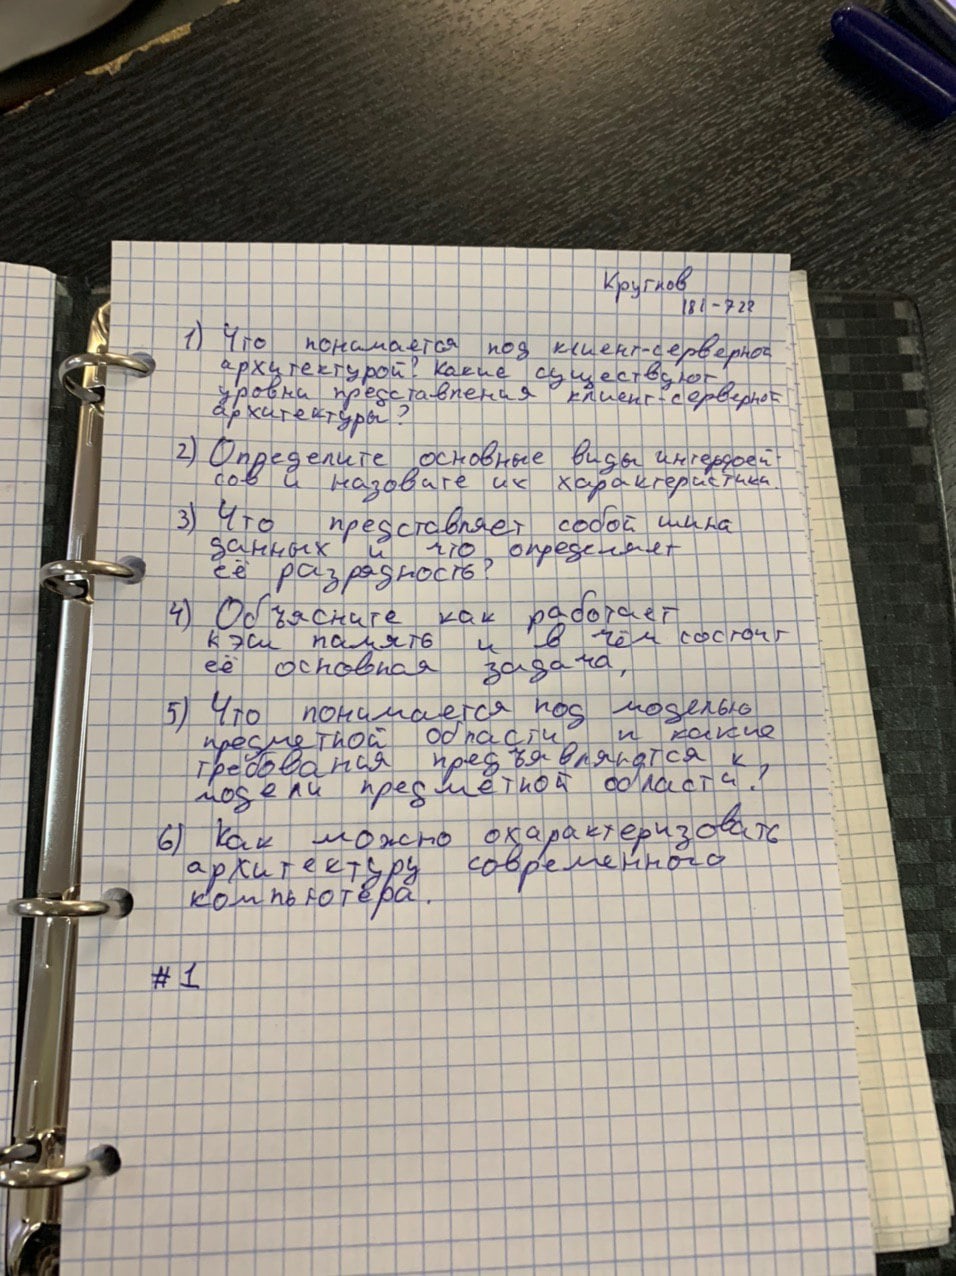 Кругнов
181-722
1) Что понимается под клиент-серверной
архитектурой? Какие существуют
уровни представления клиент-серверной
архитектуры?
2) Определите основные виды интерфей-
сов и назовите их характеристики.
3) Что представляет собой шина
данных и что определяет
её разрядность?
4) Объясните как работает
кэш память и в чём состоит
её основная задача,
5) Что понимается под моделью
предметной области и какие
требования предъявляются к
модели предметной области?
6) Как можно охарактеризовать
архитектуру современного
компьютера.
#1